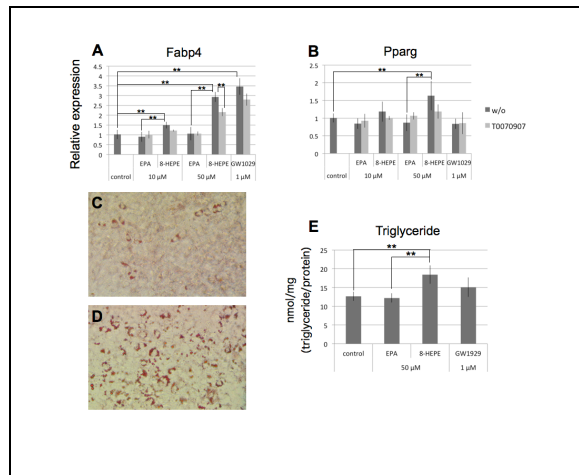 A
Fabp4
Relative expression
4.5
4
3.5
3
2.5
2
1.5
1
0.5
0
**
**
**
**
**
**
**
control
EPA
8-HEPE
EPA
8-HEPE
GW1029
10 µM
50 µM
1 µM
B
Pparg
2.5
2
1.5
1
0.5
0
**
**
control
EPA
8-HEPE
EPA
8-HEPE
GW1029
10 µM
50 µM
1 µM
w/o
T0070907
C
D
E
Triglyceride
nmol/mg
(triglyceride/protein)
25
20
15
10
5
0
**
**
control
EPA
8-HEPE
GW1929
50 µM
1 µM